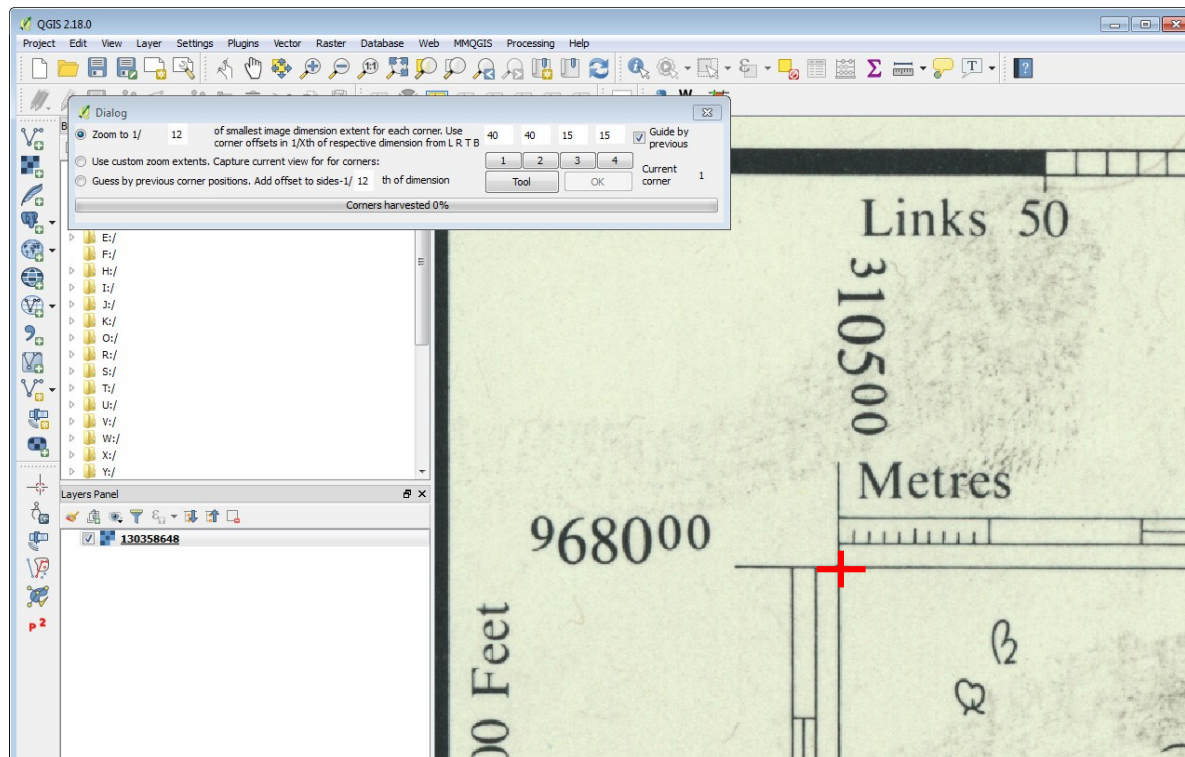 QGIS 2.18.0
Project Edit View Layer Settings Plugins Vector Raster Database Web MMQGIS Processing Help
Dialog
Zoom to 1/ 12 of smallest image dimension extent for each corner. Use corner offsets in 1/Xth of respective dimension from L R T B 40 40 15 15 Guide by previous
Use custom zoom extents. Capture current view for for corners: 1 2 3 4
Guess by previous corner positions. Add offset to sides-1/ 12 th of dimension Tool OK Current corner 1
Corners harvested 0%
E:/
F:/
H:/
I:/
J:/
K:/
O:/
R:/
S:/
T:/
U:/
V:/
W:/
X:/
Y:/
Layers Panel
130358648
P2
Links 50
310500
Metres
968000
00 Feet